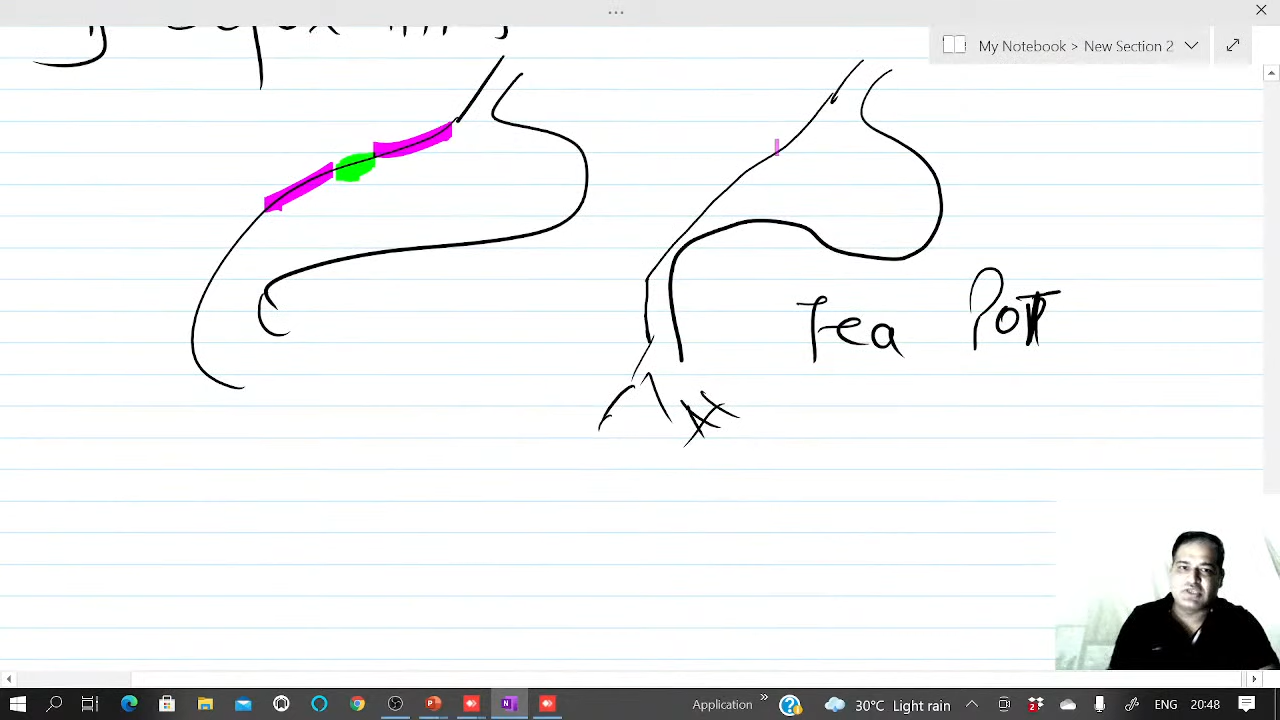 My Notebook > New Section 2
Tea Pot
Application
30°C Light rain
ENG 20:48